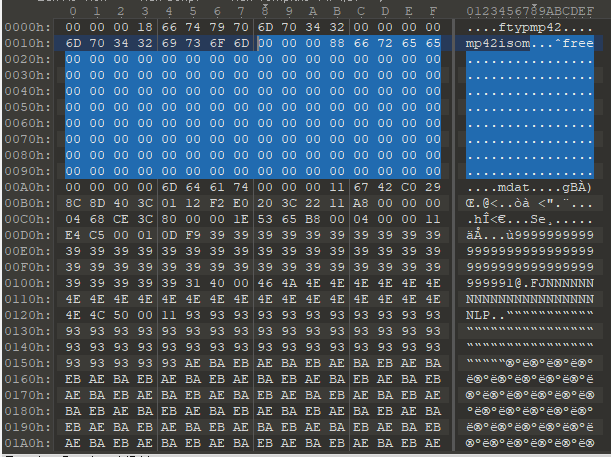 0 1 2 3 4 5 6 7 8 9 A B C D E F 0123456789ABCDEF
0000h: 00 00 00 18 66 74 79 70 6D 70 34 32 00 00 00 00 ....ftypmp42....
0010h: 6D 70 34 32 69 73 6F 6D 00 00 00 88 66 72 65 65 mp42isom...ˆfree
0020h: 00 00 00 00 00 00 00 00 00 00 00 00 00 00 00 00 ................
0030h: 00 00 00 00 00 00 00 00 00 00 00 00 00 00 00 00 ................
0040h: 00 00 00 00 00 00 00 00 00 00 00 00 00 00 00 00 ................
0050h: 00 00 00 00 00 00 00 00 00 00 00 00 00 00 00 00 ................
0060h: 00 00 00 00 00 00 00 00 00 00 00 00 00 00 00 00 ................
0070h: 00 00 00 00 00 00 00 00 00 00 00 00 00 00 00 00 ................
0080h: 00 00 00 00 00 00 00 00 00 00 00 00 00 00 00 00 ................
0090h: 00 00 00 00 00 00 00 00 00 00 00 00 00 00 00 00 ................
00A0h: 00 00 00 00 6D 64 61 74 00 00 00 11 67 42 C0 29 ....mdat....gBÀ)
00B0h: 8C 8D 40 3C 01 12 F2 E0 20 3C 22 11 A8 00 00 00 Œ.@<..òà <".¨...
00C0h: 04 68 CE 3C 80 00 00 1E 53 65 B8 00 04 00 00 11 .hÎ<€...Se¸.....
00D0h: E4 C5 00 01 0D F9 39 39 39 39 39 39 39 39 39 39 äÅ...ù9999999999
00E0h: 39 39 39 39 39 39 39 39 39 39 39 39 39 39 39 39 9999999999999999
00F0h: 39 39 39 39 39 39 39 39 39 39 39 39 39 39 39 39 9999999999999999
0100h: 39 39 39 39 39 31 40 00 46 4A 4E 4E 4E 4E 4E 4E 999991@.FJNNNNNN
0110h: 4E 4E 4E 4E 4E 4E 4E 4E 4E 4E 4E 4E 4E 4E 4E 4E NNNNNNNNNNNNNNNN
0120h: 4E 4C 50 00 11 93 93 93 93 93 93 93 93 93 93 93 NLP..“““““““““““
0130h: 93 93 93 93 93 93 93 93 93 93 93 93 93 93 93 93 ““““““““““““““““
0140h: 93 93 93 93 93 93 93 93 93 93 93 93 93 93 93 93 ““““““““““““““““
0150h: 93 93 93 93 93 AE BA EB AE BA EB AE BA EB AE BA “““““®ºë®ºë®ºë®º
0160h: EB AE BA EB AE BA EB AE BA EB AE BA EB AE BA EB ë®ºë®ºë®ºë®ºë®ºë
0170h: AE BA EB AE BA EB AE BA EB AE BA EB AE BA EB AE ®ºë®ºë®ºë®ºë®ºë®
0180h: BA EB AE BA EB AE BA EB AE BA EB AE BA EB AE BA ºë®ºë®ºë®ºë®ºë®º
0190h: EB AE BA EB AE BA EB AE BA EB AE BA EB AE BA EB ë®ºë®ºë®ºë®ºë®ºë
01A0h: AE BA EB AE BA EB AE BA EB AE BA EB AE BA EB AE ®ºë®ºë®ºë®ºë®ºë®